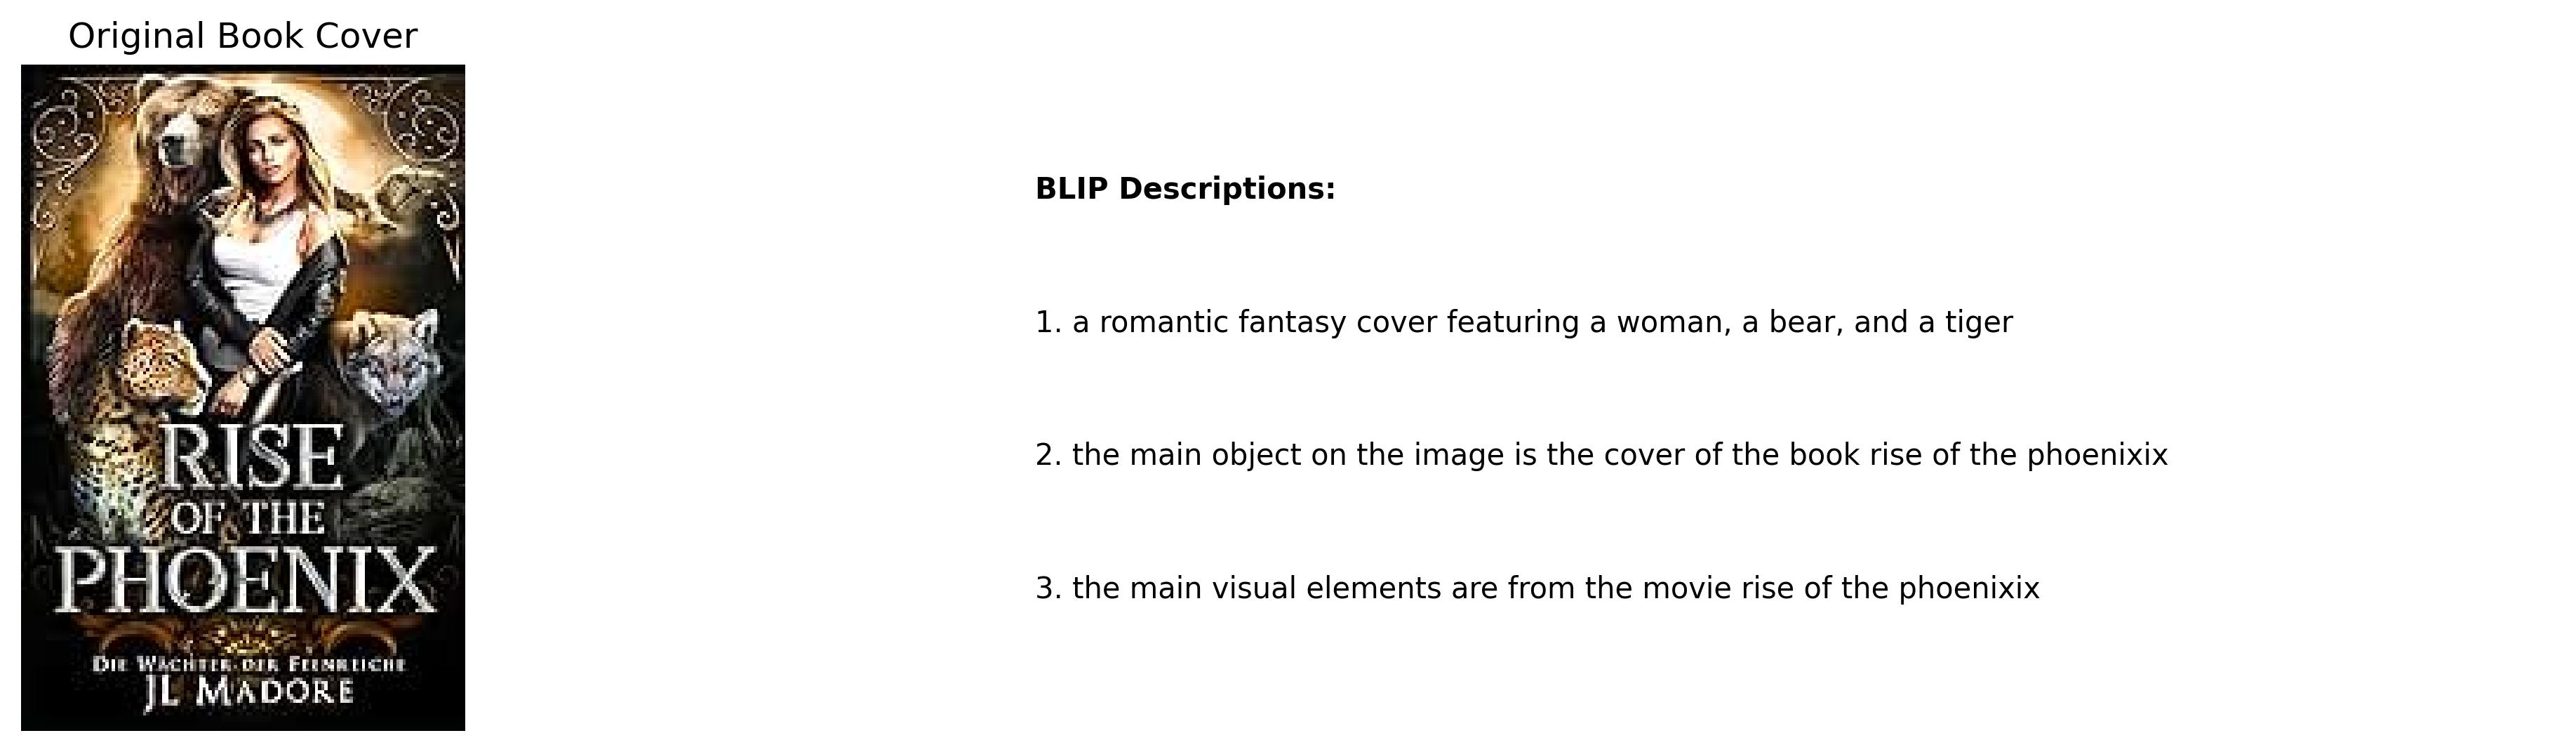 Original Book Cover
RISE
OF THE
PHOENIX
DIE WÄCHTER DER FEENREICHE
JL MADORE
BLIP Descriptions:
1. a romantic fantasy cover featuring a woman, a bear, and a tiger
2. the main object on the image is the cover of the book rise of the phoenixix
3. the main visual elements are from the movie rise of the phoenixix